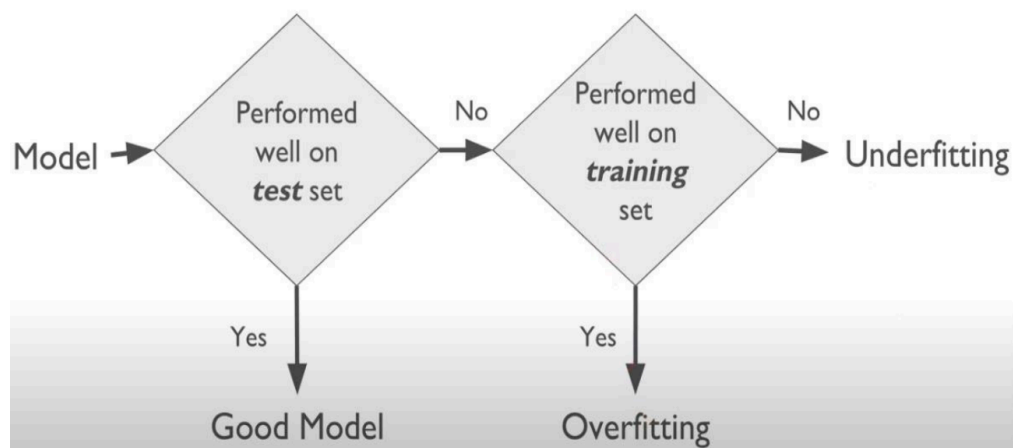 Model
Performed
well on
test set
No
Performed
well on
training
set
No
Underfitting
Yes
Good Model
Yes
Overfitting